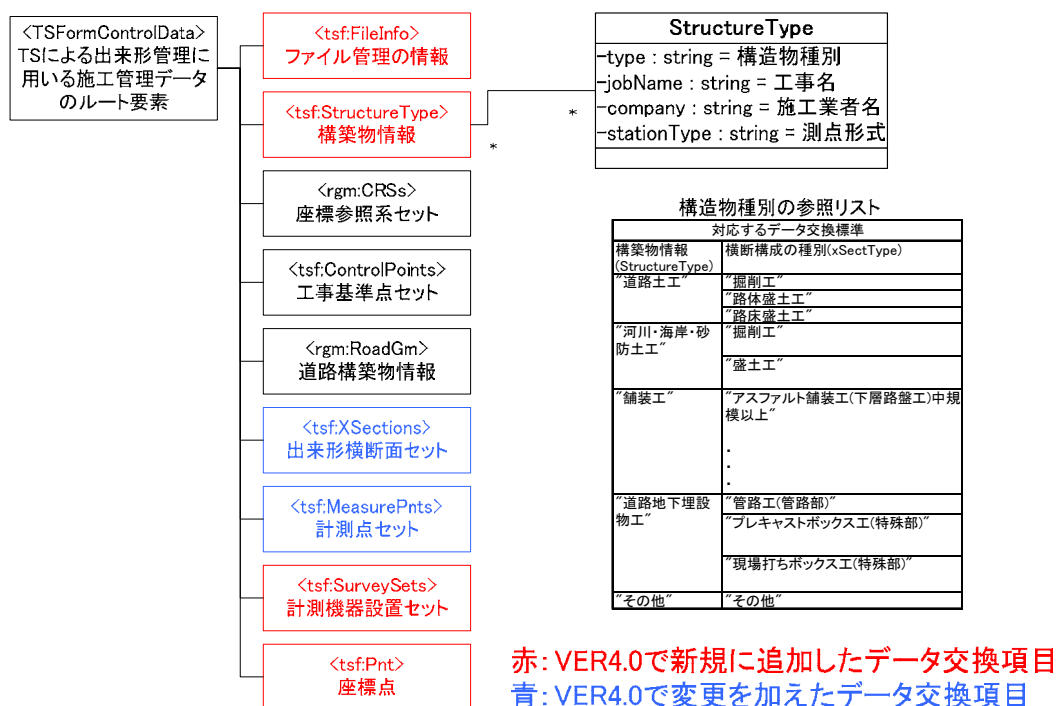 <TSFormControlData>
TSによる出来形管理に
用いる施工管理データ
のルート要素
<tsf:FileInfo>
ファイル管理の情報
<tsf:StructureType>
構築物情報
*
*
<rgm:CRSs>
座標参照系セット
<tsf:ControlPoints>
工事基準点セット
<rgm:RoadGm>
道路構築物情報
<tsf:XSections>
出来形横断面セット
<tsf:MeasurePnts>
計測点セット
<tsf:SurveySets>
計測機器設置セット
<tsf:Pnt>
座標点
StructureType
-type : string = 構造物種別
-jobName : string = 工事名
-company : string = 施工業者名
-stationType : string = 測点形式
構造物種別の参照リスト
対応するデータ交換標準
構築物情報
(StructureType)
横断構成の種別(xSectType)
"道路土工"
"掘削工"
"路体盛土工"
"路床盛土工"
"河川・海岸・砂
防土工"
"掘削工"
"盛土工"
"舗装工"
"アスファルト舗装工(下層路盤工)中規
模以上"
・
・
・
"道路地下埋設
物工"
"管路工(管路部)"
"プレキャストボックス工(特殊部)"
"現場打ちボックス工(特殊部)"
"その他"
"その他"
赤: VER4.0で新規に追加したデータ交換項目
青: VER4.0で変更を加えたデータ交換項目